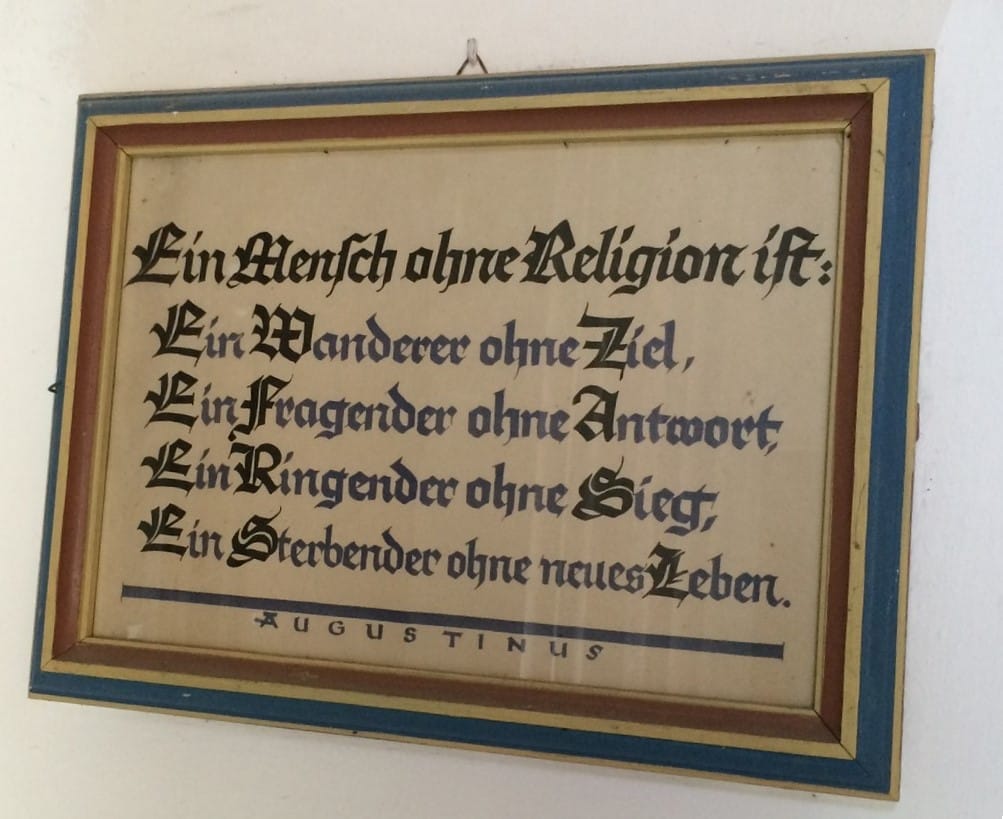 Ein Menſch ohne Religion iſt:
Ein Wanderer ohne Ziel,
Ein Fragender ohne Antwort,
Ein Ringender ohne Sieg,
Ein Sterbender ohne neues Leben.
AUGUSTINUS